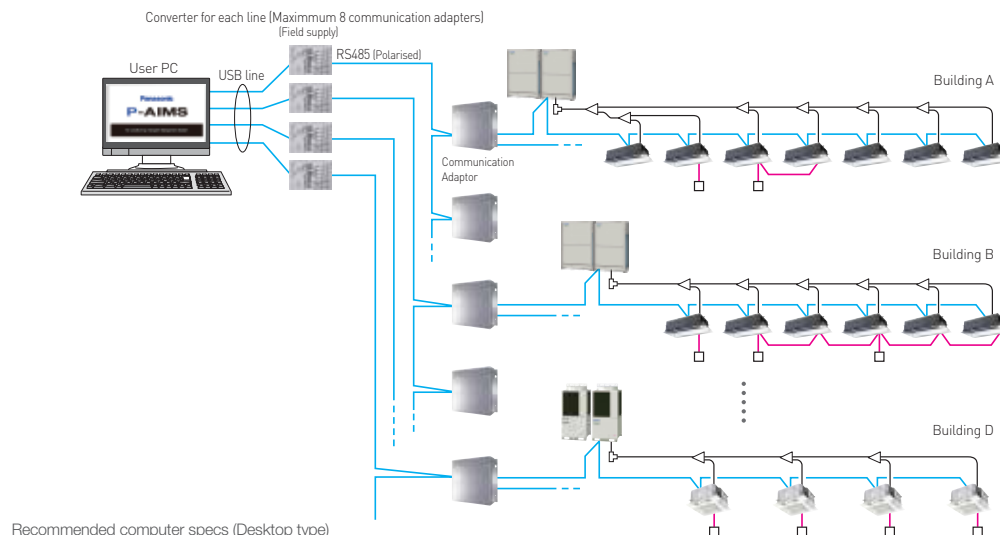 Converter for each line (Maximmum 8 communication adapters)
(Field supply)
RS485 (Polarised)
User PC
USB line
Panasonic
P-AIMS
Communication
Adaptor
Building A
Building B
Building D
Recommended computer specs (Desktop type)